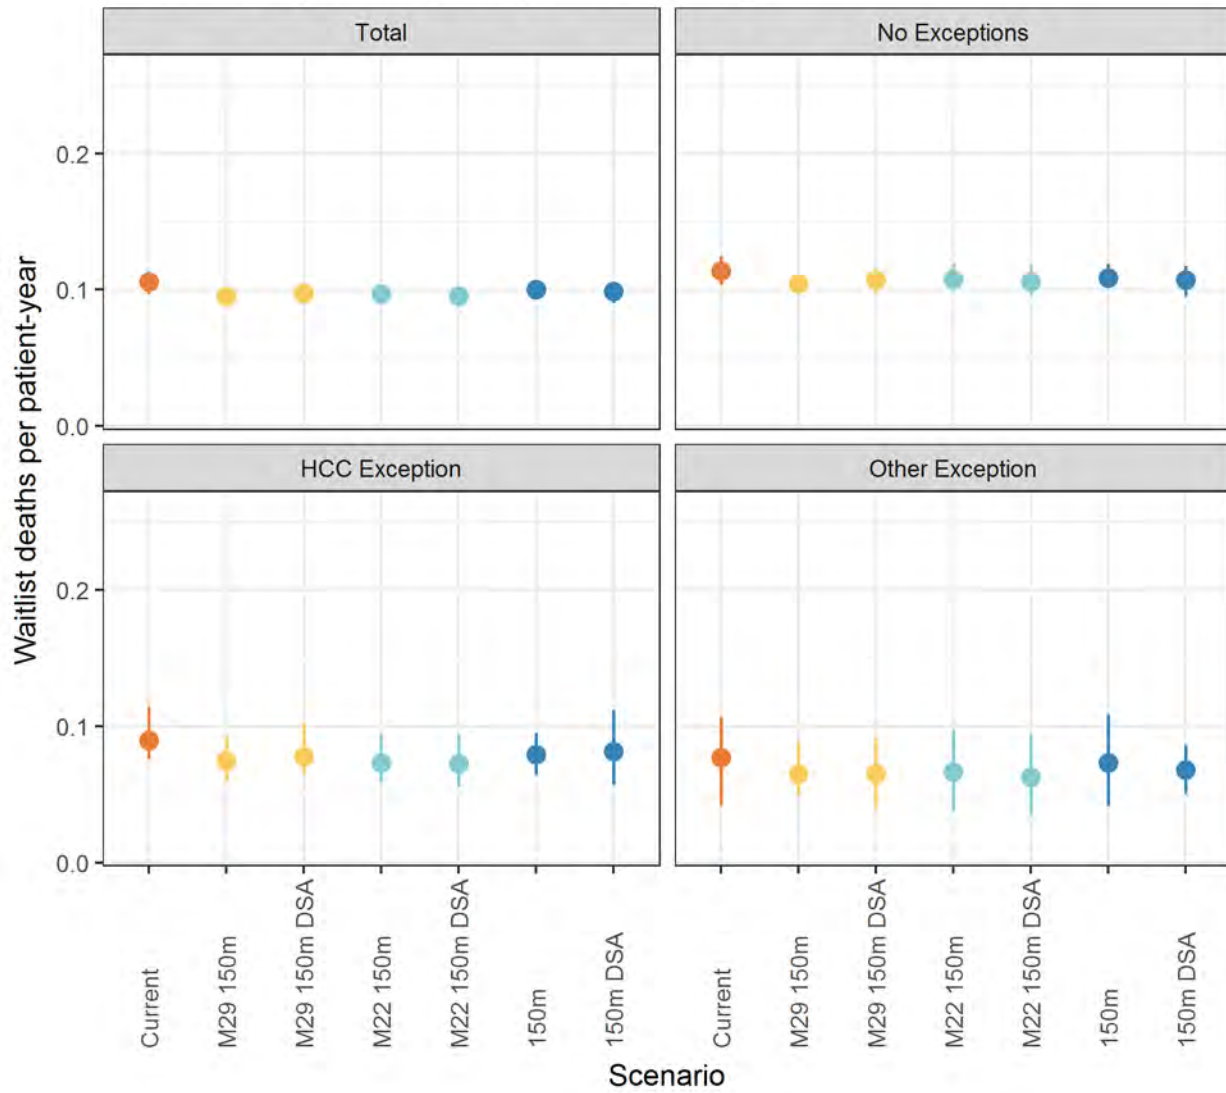 Total
No Exceptions
0.2
0.1
0.0
HCC Exception
Other Exception
0.2
0.1
0.0
Waitlist deaths per patient-year
Current
M29 150m
M29 150m DSA
M22 150m
M22 150m DSA
150m
150m DSA
Current
M29 150m
M29 150m DSA
M22 150m
M22 150m DSA
150m
150m DSA
Scenario